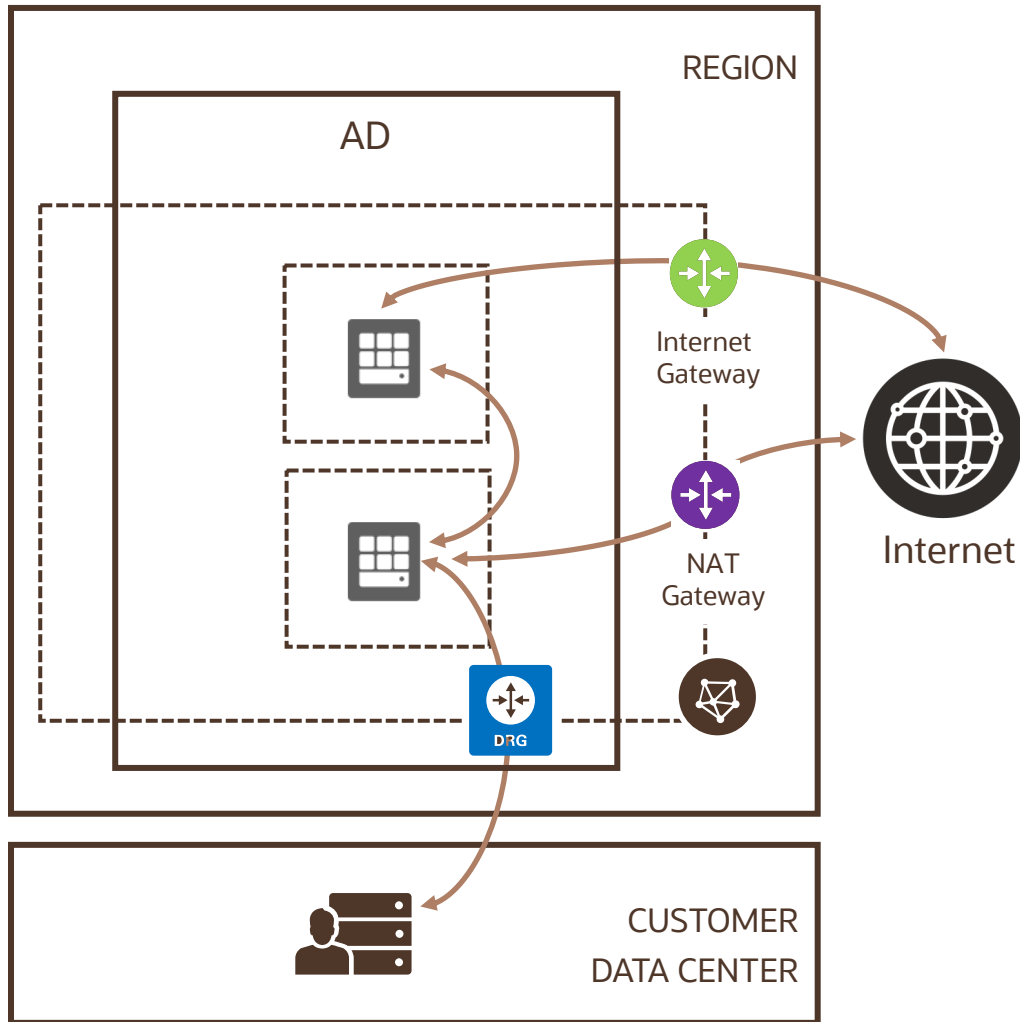 REGION
AD
Internet
Gateway
Internet
NAT
Gateway
DRG
CUSTOMER
DATA CENTER